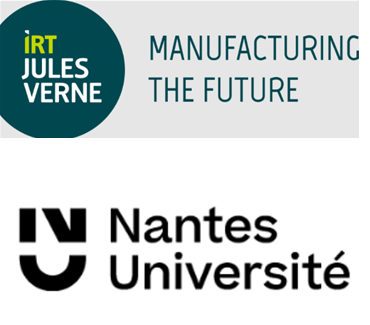 iRT
JULES
VERNE
MANUFACTURING
THE FUTURE
Nantes
Université